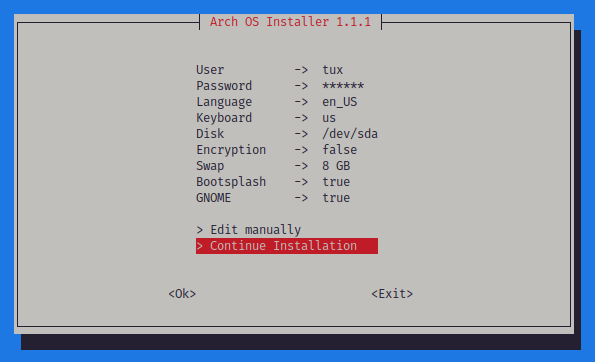 Arch OS Installer 1.1.1
User -> tux
Password -> ******
Language -> en_US
Keyboard -> us
Disk -> /dev/sda
Encryption -> false
Swap -> 8 GB
Bootsplash -> true
GNOME -> true
> Edit manually
> Continue Installation
<Ok> <Exit>